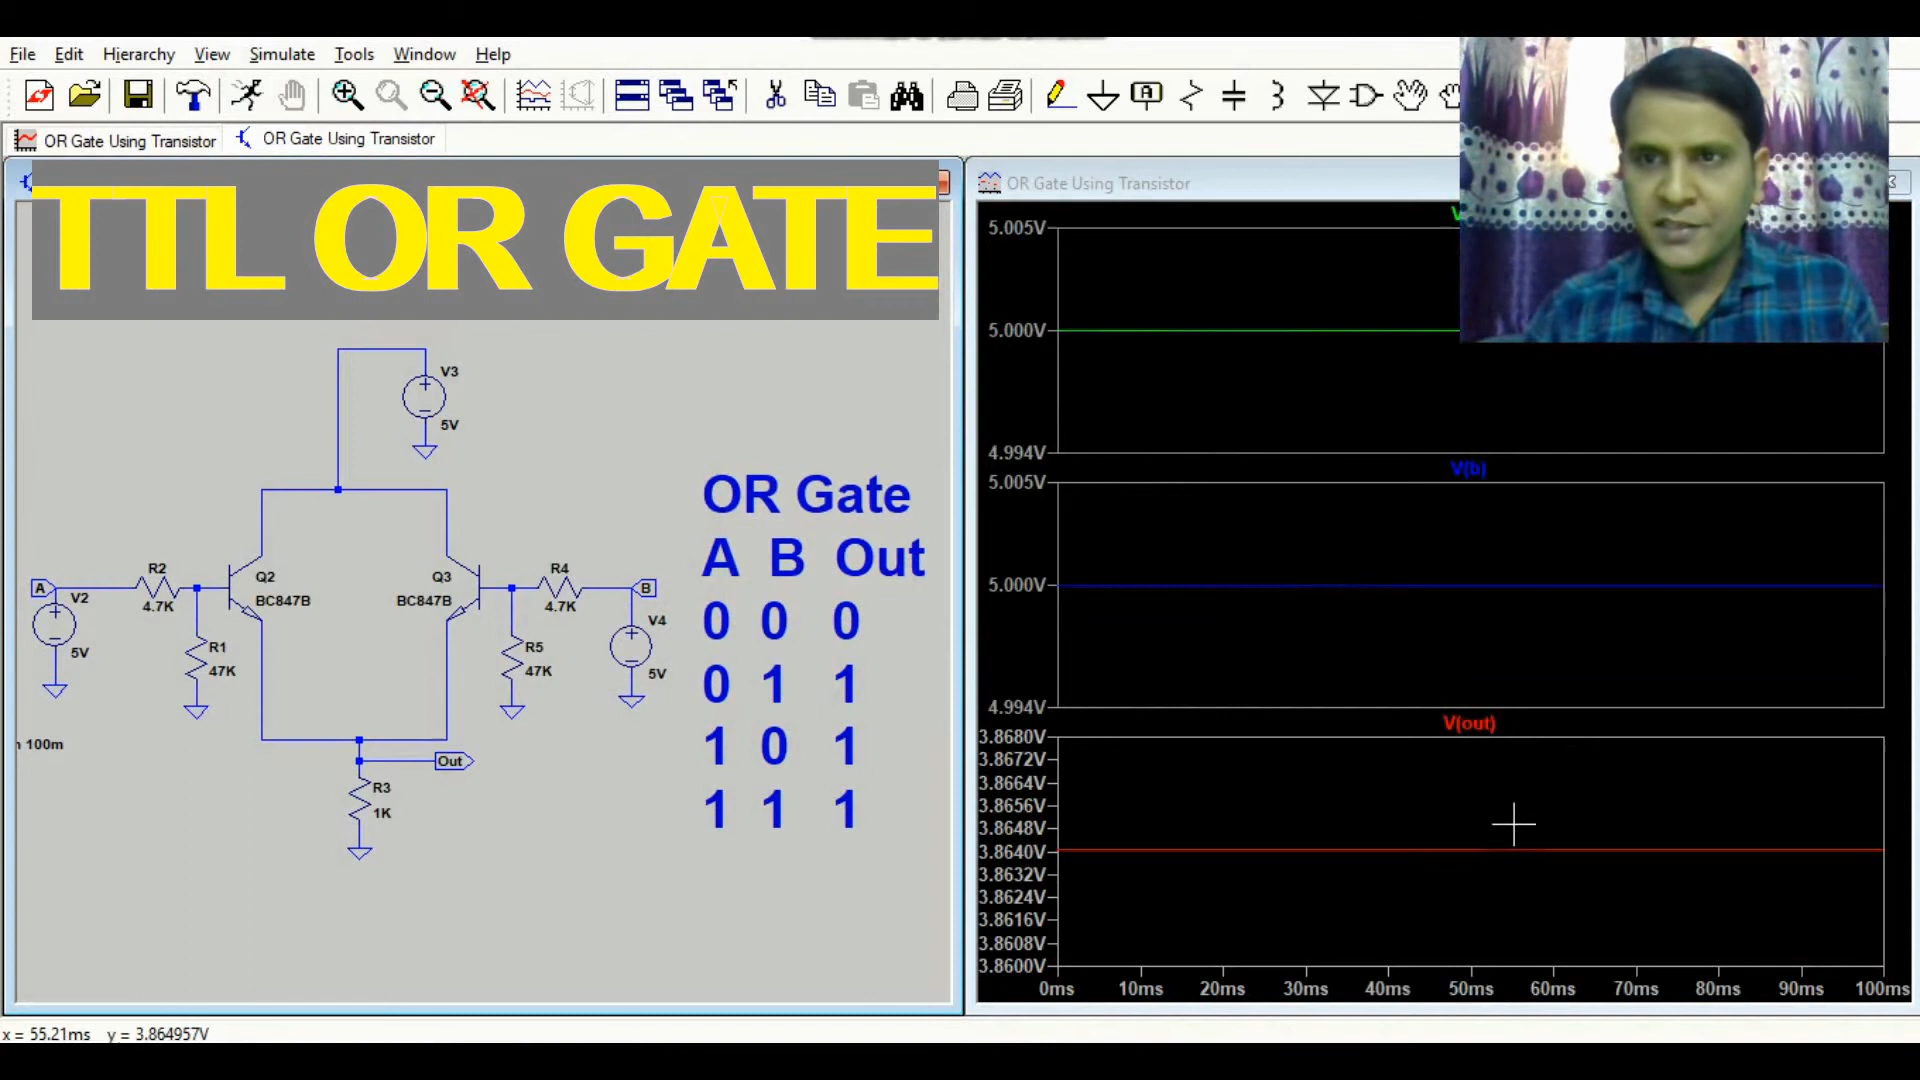 File Edit Hierarchy View Simulate Tools Window Help
OR Gate Using Transistor OR Gate Using Transistor
TTL OR GATE
V3
5V
A
V2
5V
R2
4.7K
R1
47K
Q2
BC847B
Q3
BC847B
R4
4.7K
R5
47K
B
V4
5V
100m
Out
R3
1K
OR Gate
A B Out
0 0 0
0 1 1
1 0 1
1 1 1
OR Gate Using Transistor
5.005V
5.000V
4.994V
V(b)
5.005V
5.000V
4.994V
V(out)
3.8680V
3.8672V
3.8664V
3.8656V
3.8648V
3.8640V
3.8632V
3.8624V
3.8616V
3.8608V
3.8600V
0ms 10ms 20ms 30ms 40ms 50ms 60ms 70ms 80ms 90ms 100ms
x = 55.21ms y = 3.864957V